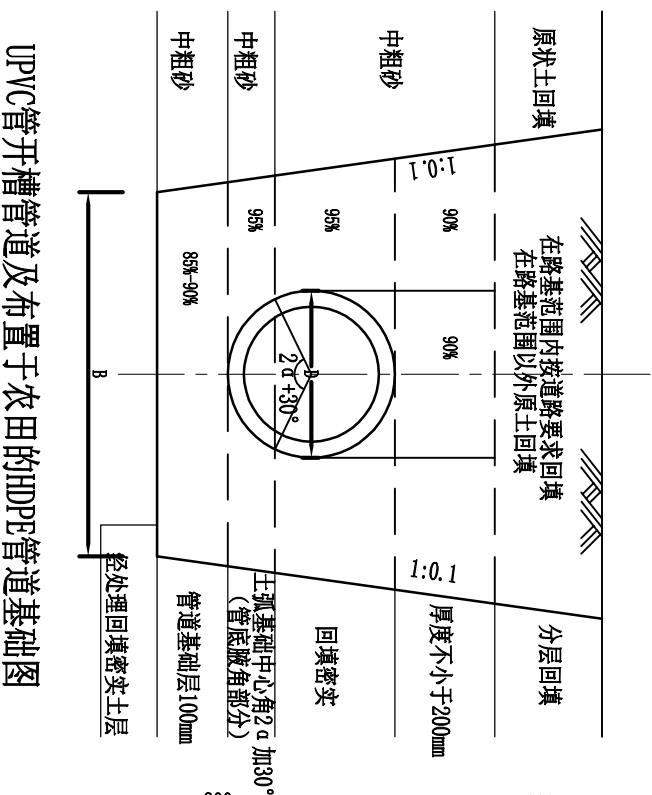 原状土回填
在路基范围内按道路要求回填
在路基范围以外原土回填
分层回填
中粗砂
1:0.1
90%
90%
1:0.1
厚度不小于200mm
95%
D
回填密实
2α+30°
中粗砂
95%
土弧基础中心角2α加30°
(管底腋角部分)
中粗砂
85%-90%
管道基础层100mm
B
经处理回填密实土层
UPVC管开槽管道及布置于农田的HDPE管道基础图